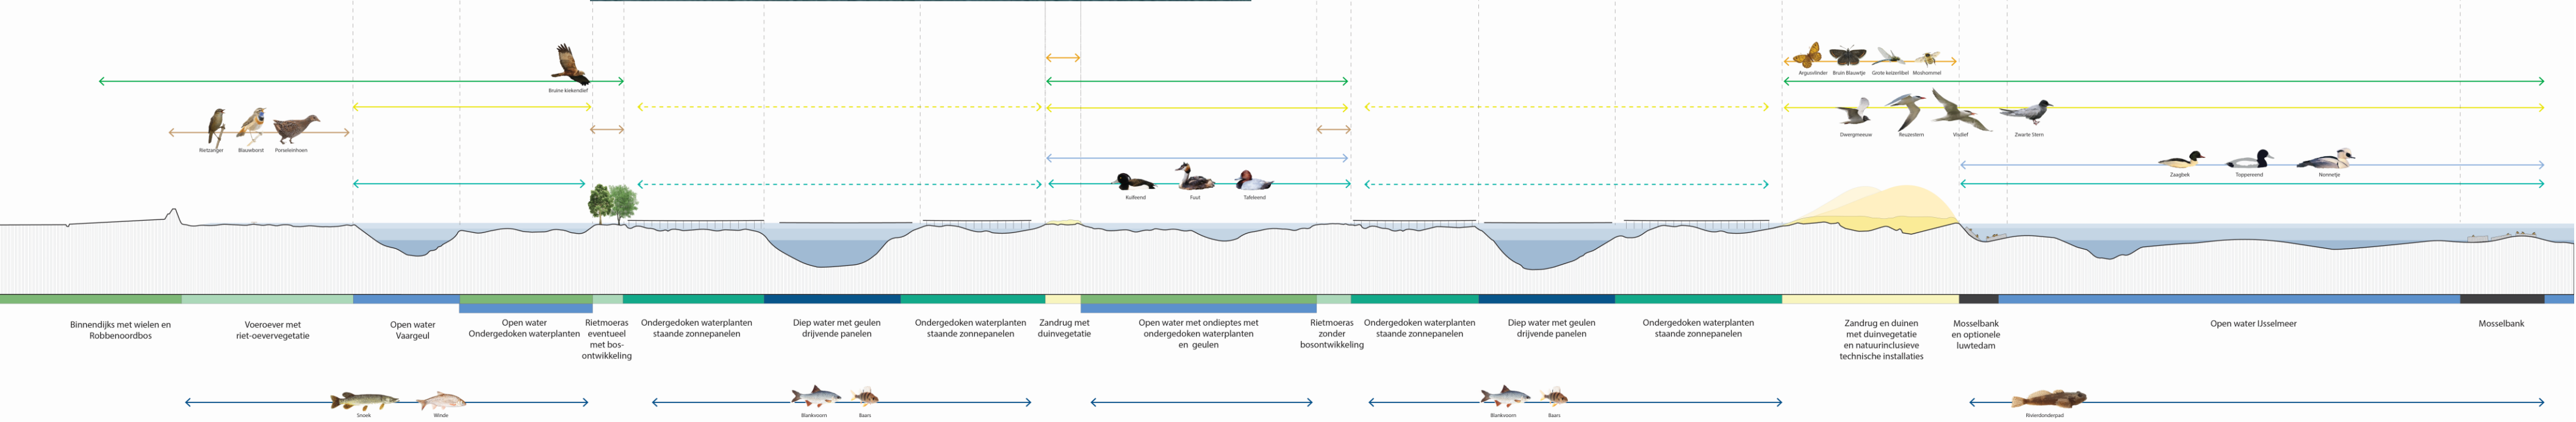 Argusvlinder
Bruin Blauwtje
Grote keizerlibel
Moshommel
Bruine kiekendief
Rietzanger
Blauwborst
Porseleinhoen
Dwergmeeuw
Reuzestern
Visdief
Zwarte Stern
Kuifeend
Fuut
Tafeleend
Zaagbek
Toppereend
Nonnetje
Binnendijks met wielen en
Robbenoordbos
Voeroever met
riet-oevervegetatie
Open water
Vaargeul
Open water
Ondergedoken waterplanten
Rietmoeras
eventueel
met bos-
ontwikkeling
Ondergedoken waterplanten
staande zonnepanelen
Diep water met geulen
drijvende panelen
Ondergedoken waterplanten
staande zonnepanelen
Zandrug met
duinvegetatie
Open water met ondieptes met
ondergedoken waterplanten
en geulen
Rietmoeras
zonder
bosontwikkeling
Ondergedoken waterplanten
staande zonnepanelen
Diep water met geulen
drijvende panelen
Ondergedoken waterplanten
staande zonnepanelen
Zandrug en duinen
met duinvegetatie
en natuurinclusieve
technische installaties
Mosselbank
en optionele
luwtedam
Open water IJsselmeer
Mosselbank
Snoek
Winde
Blankvoorn
Baars
Blankvoorn
Baars
Rivierdonderpad